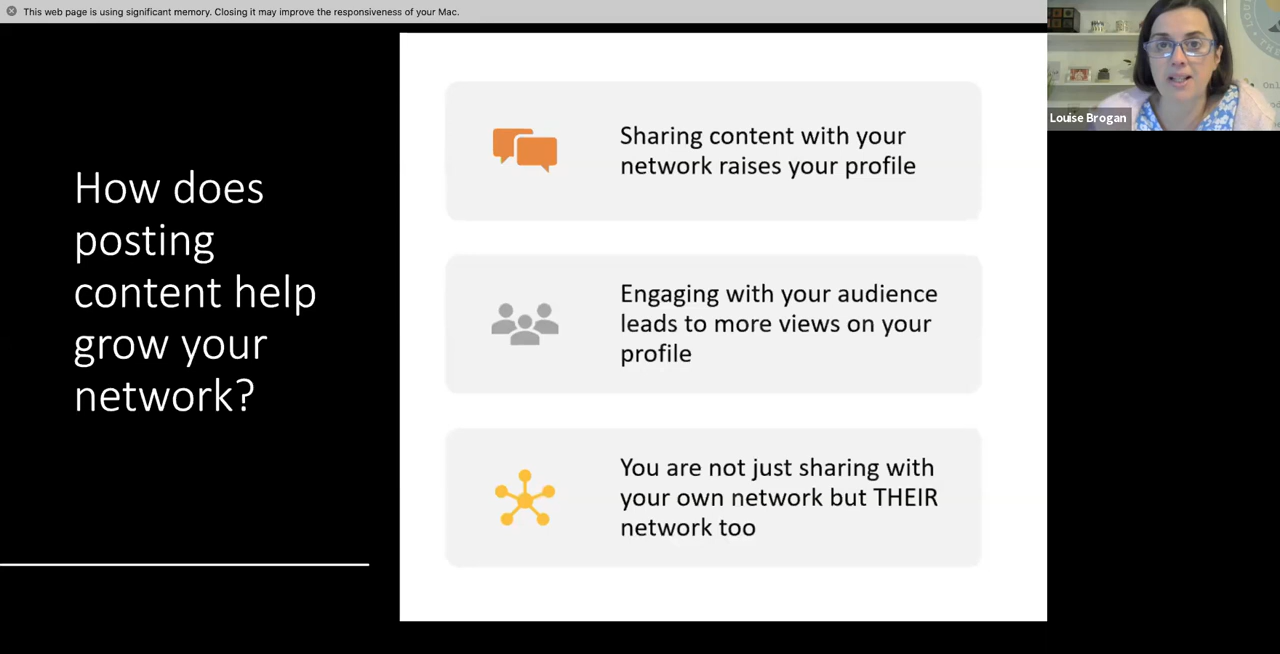 This web page is using significant memory. Closing it may improve the responsiveness of your Mac.
How does
posting
content help
grow your
network?
Sharing content with your
network raises your profile
Engaging with your audience
leads to more views on your
profile
You are not just sharing with
your own network but THEIR
network too
Louise Brogan